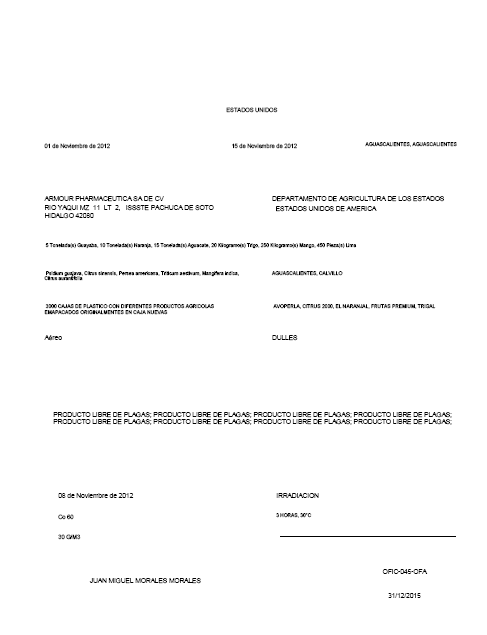 ESTADOS UNIDOS
01 de Noviembre de 2012 15 de Noviembre de 2012 AGUASCALIENTES, AGUASCALIENTES
ARMOUR PHARMACEUTICA SA DE CV DEPARTAMENTO DE AGRICULTURA DE LOS ESTADOS
RIO YAQUI MZ 11 LT 2, ISSSTE PACHUCA DE SOTO ESTADOS UNIDOS DE AMERICA
HIDALGO 42080
5 Tonelada(s) Guayaba, 10 Tonelada(s) Naranja, 15 Tonelada(s) Aguacate, 20 Kilogramo(s) Trigo, 250 Kilogramo(s) Mango, 450 Pieza(s) Lima
Psidium guajava, Citrus sinensis, Persea americana, Triticum aestivum, Mangifera indica, AGUASCALIENTES, CALVILLO
Citrus aurantifolia
3000 CAJAS DE PLASTICO CON DIFERENTES PRODUCTOS AGRICOLAS AVOPERLA, CITRUS 2000, EL NARANJAL, FRUTAS PREMIUM, TRIGAL
EMAPACADOS ORIGINALMENTES EN CAJA NUEVAS
Aéreo DULLES
PRODUCTO LIBRE DE PLAGAS; PRODUCTO LIBRE DE PLAGAS; PRODUCTO LIBRE DE PLAGAS; PRODUCTO LIBRE DE PLAGAS;
PRODUCTO LIBRE DE PLAGAS; PRODUCTO LIBRE DE PLAGAS; PRODUCTO LIBRE DE PLAGAS; PRODUCTO LIBRE DE PLAGAS;
08 de Noviembre de 2012 IRRADIACION
Co 60 3 HORAS, 30°C
30 G/M3
OFIC-045-OFA
JUAN MIGUEL MORALES MORALES
31/12/2015